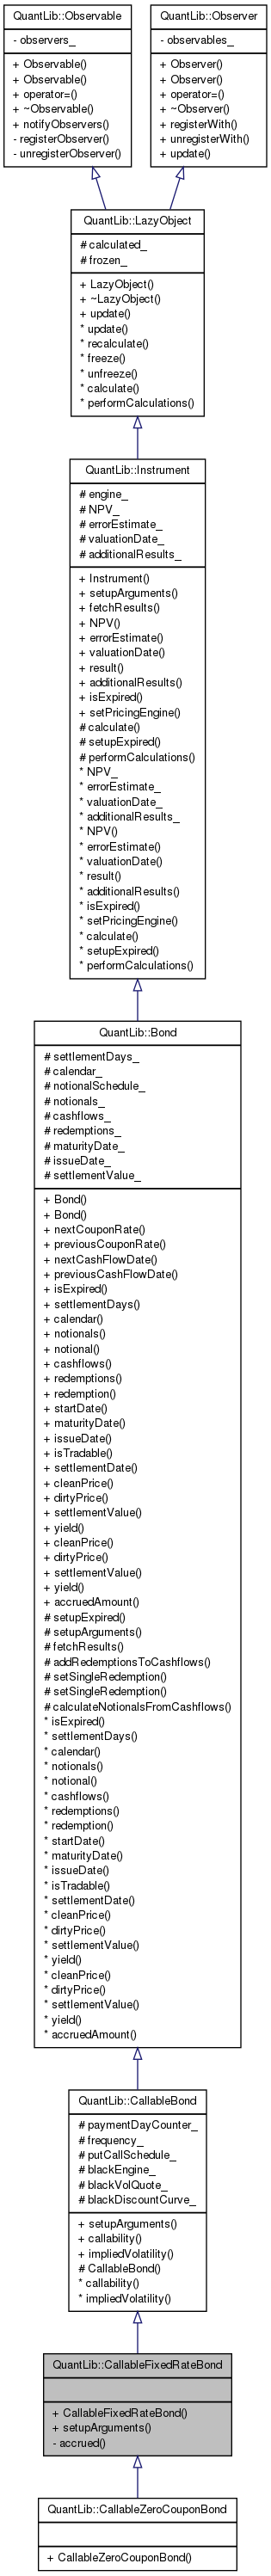 QuantLib::Observable
- observers_
+ Observable()
+ Observable()
+ operator=()
+ ~Observable()
+ notifyObservers()
- registerObserver()
- unregisterObserver()
QuantLib::Observer
- observables_
+ Observer()
+ Observer()
+ operator=()
+ ~Observer()
+ registerWith()
+ unregisterWith()
+ update()
QuantLib::LazyObject
# calculated_
# frozen_
+ LazyObject()
+ ~LazyObject()
+ update()
* update()
* recalculate()
* freeze()
* unfreeze()
* calculate()
* performCalculations()
QuantLib::Instrument
# engine_
# NPV_
# errorEstimate_
# valuationDate_
# additionalResults_
+ Instrument()
+ setupArguments()
+ fetchResults()
+ NPV()
+ errorEstimate()
+ valuationDate()
+ result()
+ additionalResults()
+ isExpired()
+ setPricingEngine()
# calculate()
# setupExpired()
# performCalculations()
* NPV_
* errorEstimate_
* valuationDate_
* additionalResults_
* NPV()
* errorEstimate()
* valuationDate()
* result()
* additionalResults()
* isExpired()
* setPricingEngine()
* calculate()
* setupExpired()
* performCalculations()
QuantLib::Bond
# settlementDays_
# calendar_
# notionalSchedule_
# notionals_
# cashflows_
# redemptions_
# maturityDate_
# issueDate_
# settlementValue_
+ Bond()
+ Bond()
+ nextCouponRate()
+ previousCouponRate()
+ nextCashFlowDate()
+ previousCashFlowDate()
+ isExpired()
+ settlementDays()
+ calendar()
+ notionals()
+ notional()
+ cashflows()
+ redemptions()
+ redemption()
+ startDate()
+ maturityDate()
+ issueDate()
+ isTradable()
+ settlementDate()
+ cleanPrice()
+ dirtyPrice()
+ settlementValue()
+ yield()
+ cleanPrice()
+ dirtyPrice()
+ settlementValue()
+ yield()
+ accruedAmount()
# setupExpired()
# setupArguments()
# fetchResults()
# addRedemptionsToCashflows()
# setSingleRedemption()
# setSingleRedemption()
# calculateNotionalsFromCashflows()
* isExpired()
* settlementDays()
* calendar()
* notionals()
* notional()
* cashflows()
* redemptions()
* redemption()
* startDate()
* maturityDate()
* issueDate()
* isTradable()
* settlementDate()
* cleanPrice()
* dirtyPrice()
* settlementValue()
* yield()
* cleanPrice()
* dirtyPrice()
* settlementValue()
* yield()
* accruedAmount()
QuantLib::CallableBond
# paymentDayCounter_
# frequency_
# putCallSchedule_
# blackEngine_
# blackVolQuote_
# blackDiscountCurve_
+ setupArguments()
+ callability()
+ impliedVolatility()
# CallableBond()
* callability()
* impliedVolatility()
QuantLib::CallableFixedRateBond
+ CallableFixedRateBond()
+ setupArguments()
- accrued()
QuantLib::CallableZeroCouponBond
+ CallableZeroCouponBond()